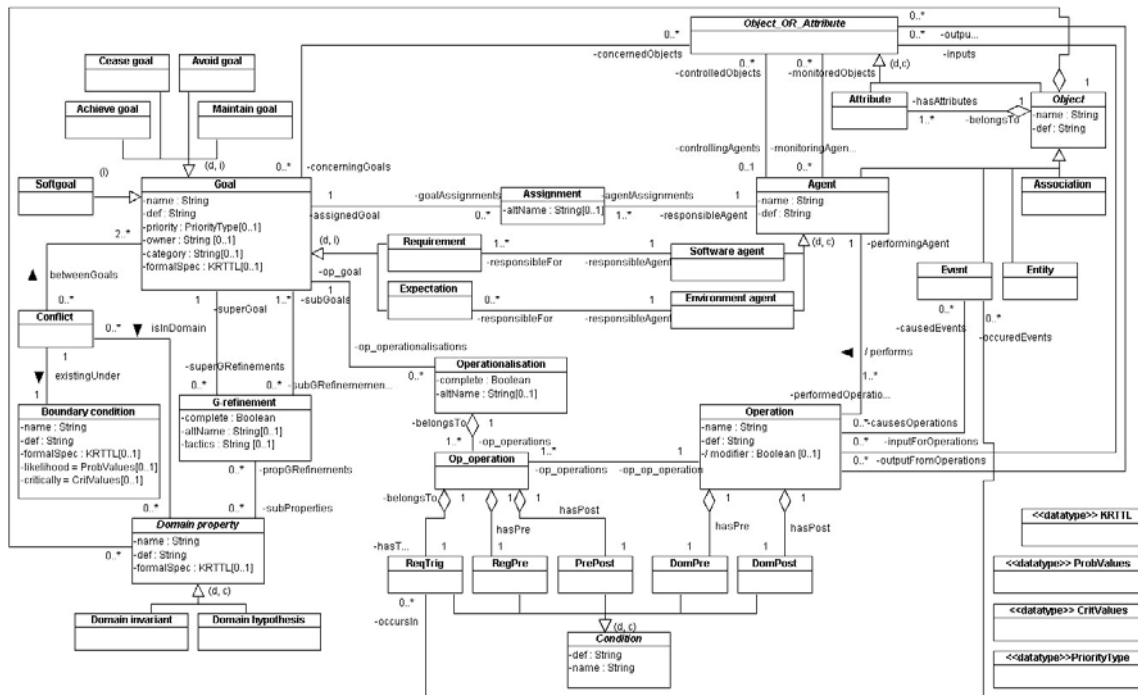 Object_OR_Attribute
0..*
0..*
0..*
-outpu...
-concernedObjects
-inputs
Cease goal
Avoid goal
0..*
0..*
(d,c)
-controlledObjects
-monitoredObjects
1
Achieve goal
Maintain goal
Attribute
-hasAttributes
1
Object
1..*
-belongsTo
-name : String
-def : String
-controllingAgents
-monitoringAgen...
(i)
(d, i)
0..*
-concerningGoals
0..1
0..*
Softgoal
Goal
-name : String
-def : String
-priority : PriorityType[0..1]
-owner : String [0..1]
-category : String[0..1]
-formalSpec : KRTTL[0..1]
1
-goalAssignments
Assignment
-altName : String[0..1]
-agentAssignments
1
Agent
-name : String
-def : String
Association
-assignedGoal
0..*
1..*
-responsibleAgent
2..*
(d, i)
Requirement
1..*
1
Software agent
(d, c)
1
-performingAgent
-responsibleFor
-responsibleAgent
betweenGoals
-op_goal
Event
Entity
1
1..*
-subGoals
1
Expectation
0..*
1
Environment agent
-superGoal
-responsibleFor
-responsibleAgent
0..*
0..*
Conflict
0..*
isInDomain
-causedEvents
-occuredEvents
1
-op_operationalisations
existingUnder
-superGRefinements
Operationalisation
-complete : Boolean
-altName : String[0..1]
/ performs
1
0..*
0..*
-subGRefinemen...
0..*
1..*
Boundary condition
-name : String
-def : String
-formalSpec : KRTTL[0..1]
-likelihood = ProbValues[0..1]
-critically = CritValues[0..1]
G-refinement
-complete : Boolean
-altName : String[0..1]
-tactics : String [0..1]
-belongsTo
1
-performedOperatio...
Operation
-name : String
-def : String
-/ modifier : Boolean [0..1]
0..*
-causesOperations
1..*
-op_operations
-inputForOperations
0..*
-outputFromOperations
Op_operation
1
1..*
-op_operations
-op_op_operation
1
0..*
-propGRefinements
-belongsTo
1
1
1
hasPost
1
1
0..*
-subProperties
hasPre
hasPre
hasPost
Domain property
-name : String
-def : String
-formalSpec : KRTTL[0..1]
<<datatype>> KRTTL
0..*
0..*
-hasT...
1
1
1
1
1
ReqTrig
RegPre
PrePost
DomPre
DomPost
<<datatype>> ProbValues
(d, c)
0..*
-occursIn
<<datatype>> CritValues
Domain invariant
Domain hypothesis
(d, c)
Condition
-def : String
-name : String
<<datatype>>PriorityType